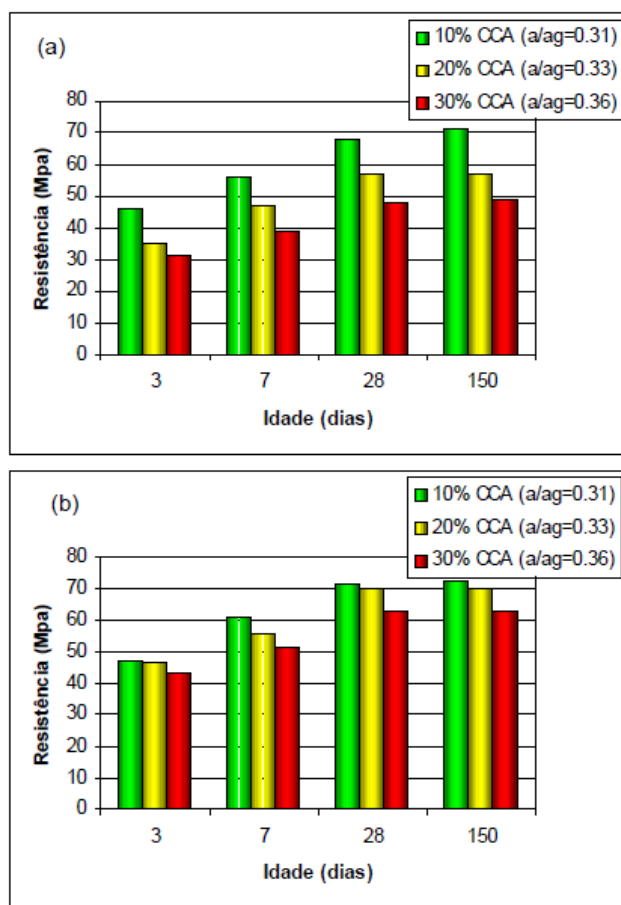 (a)
10% CCA (a/ag=0.31)
20% CCA (a/ag=0.33)
30% CCA (a/ag=0.36)
Resistência (Mpa)
80
70
60
50
40
30
20
10
0
3 7 28 150
Idade (dias)
(b)
10% CCA (a/ag=0.31)
20% CCA (a/ag=0.33)
30% CCA (a/ag=0.36)
Resistência (Mpa)
80
70
60
50
40
30
20
10
0
3 7 28 150
Idade (dias)